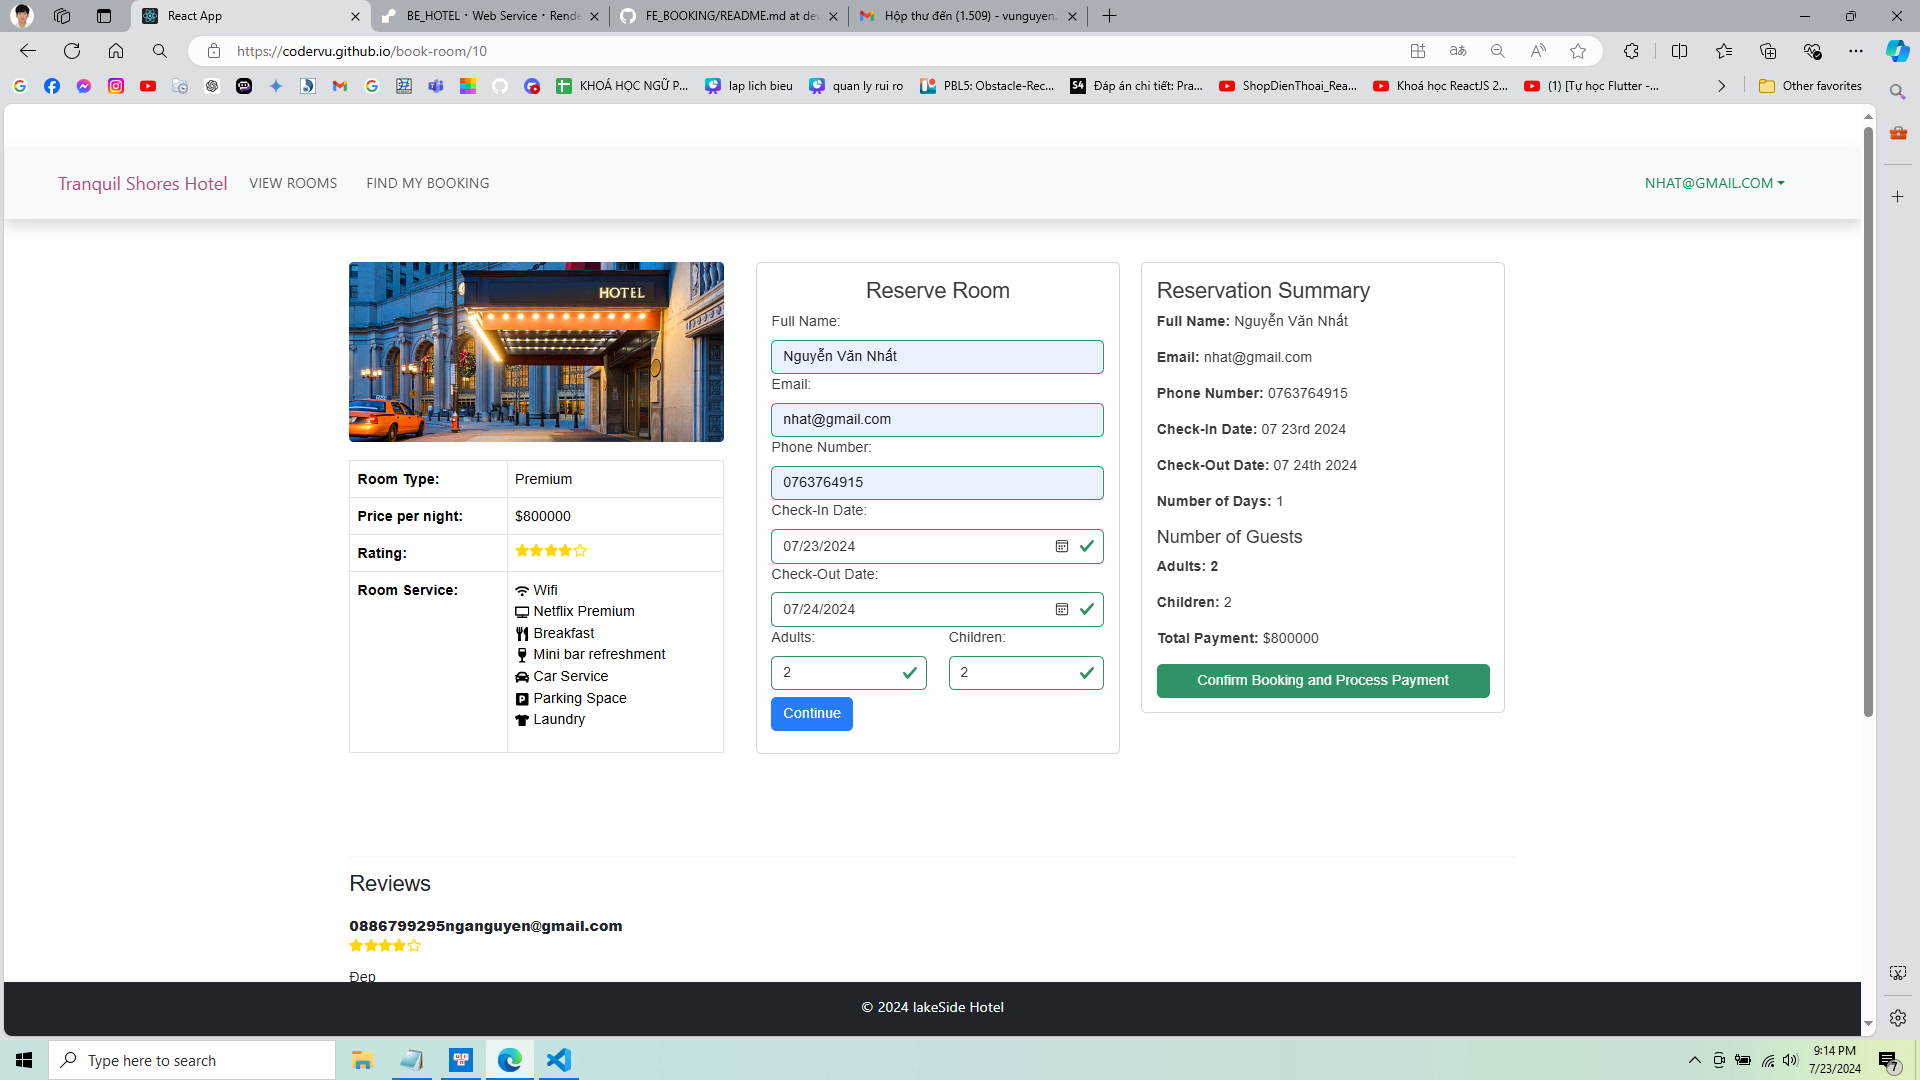 React App
BE_HOTEL · Web Service · Rende
FE_BOOKING/README.md at dev
Hộp thư đến (1.509) - vunguyen.
https://codervu.github.io/book-room/10
KHOÁ HỌC NGỮ P...
lap lich bieu
quan ly rui ro
PBL5: Obstacle-Rec...
Đáp án chi tiết: Pra...
ShopDienThoai_Rea...
Khoá học ReactJS 2...
(1) [Tự học Flutter -...
Other favorites
Tranquil Shores Hotel
VIEW ROOMS
FIND MY BOOKING
NHAT@GMAIL.COM
HOTEL
Room Type: Premium
Price per night: $800000
Rating:
Room Service: Wifi
Netflix Premium
Breakfast
Mini bar refreshment
Car Service
Parking Space
Laundry
Reserve Room
Full Name:
Nguyễn Văn Nhất
Email:
nhat@gmail.com
Phone Number:
0763764915
Check-In Date:
07/23/2024
Check-Out Date:
07/24/2024
Adults: Children:
2 2
Continue
Reservation Summary
Full Name: Nguyễn Văn Nhất
Email: nhat@gmail.com
Phone Number: 0763764915
Check-In Date: 07 23rd 2024
Check-Out Date: 07 24th 2024
Number of Days: 1
Number of Guests
Adults: 2
Children: 2
Total Payment: $800000
Confirm Booking and Process Payment
Reviews
0886799295nganguyen@gmail.com
Đẹp
© 2024 lakeSide Hotel
Type here to search
9:14 PM
7/23/2024
7